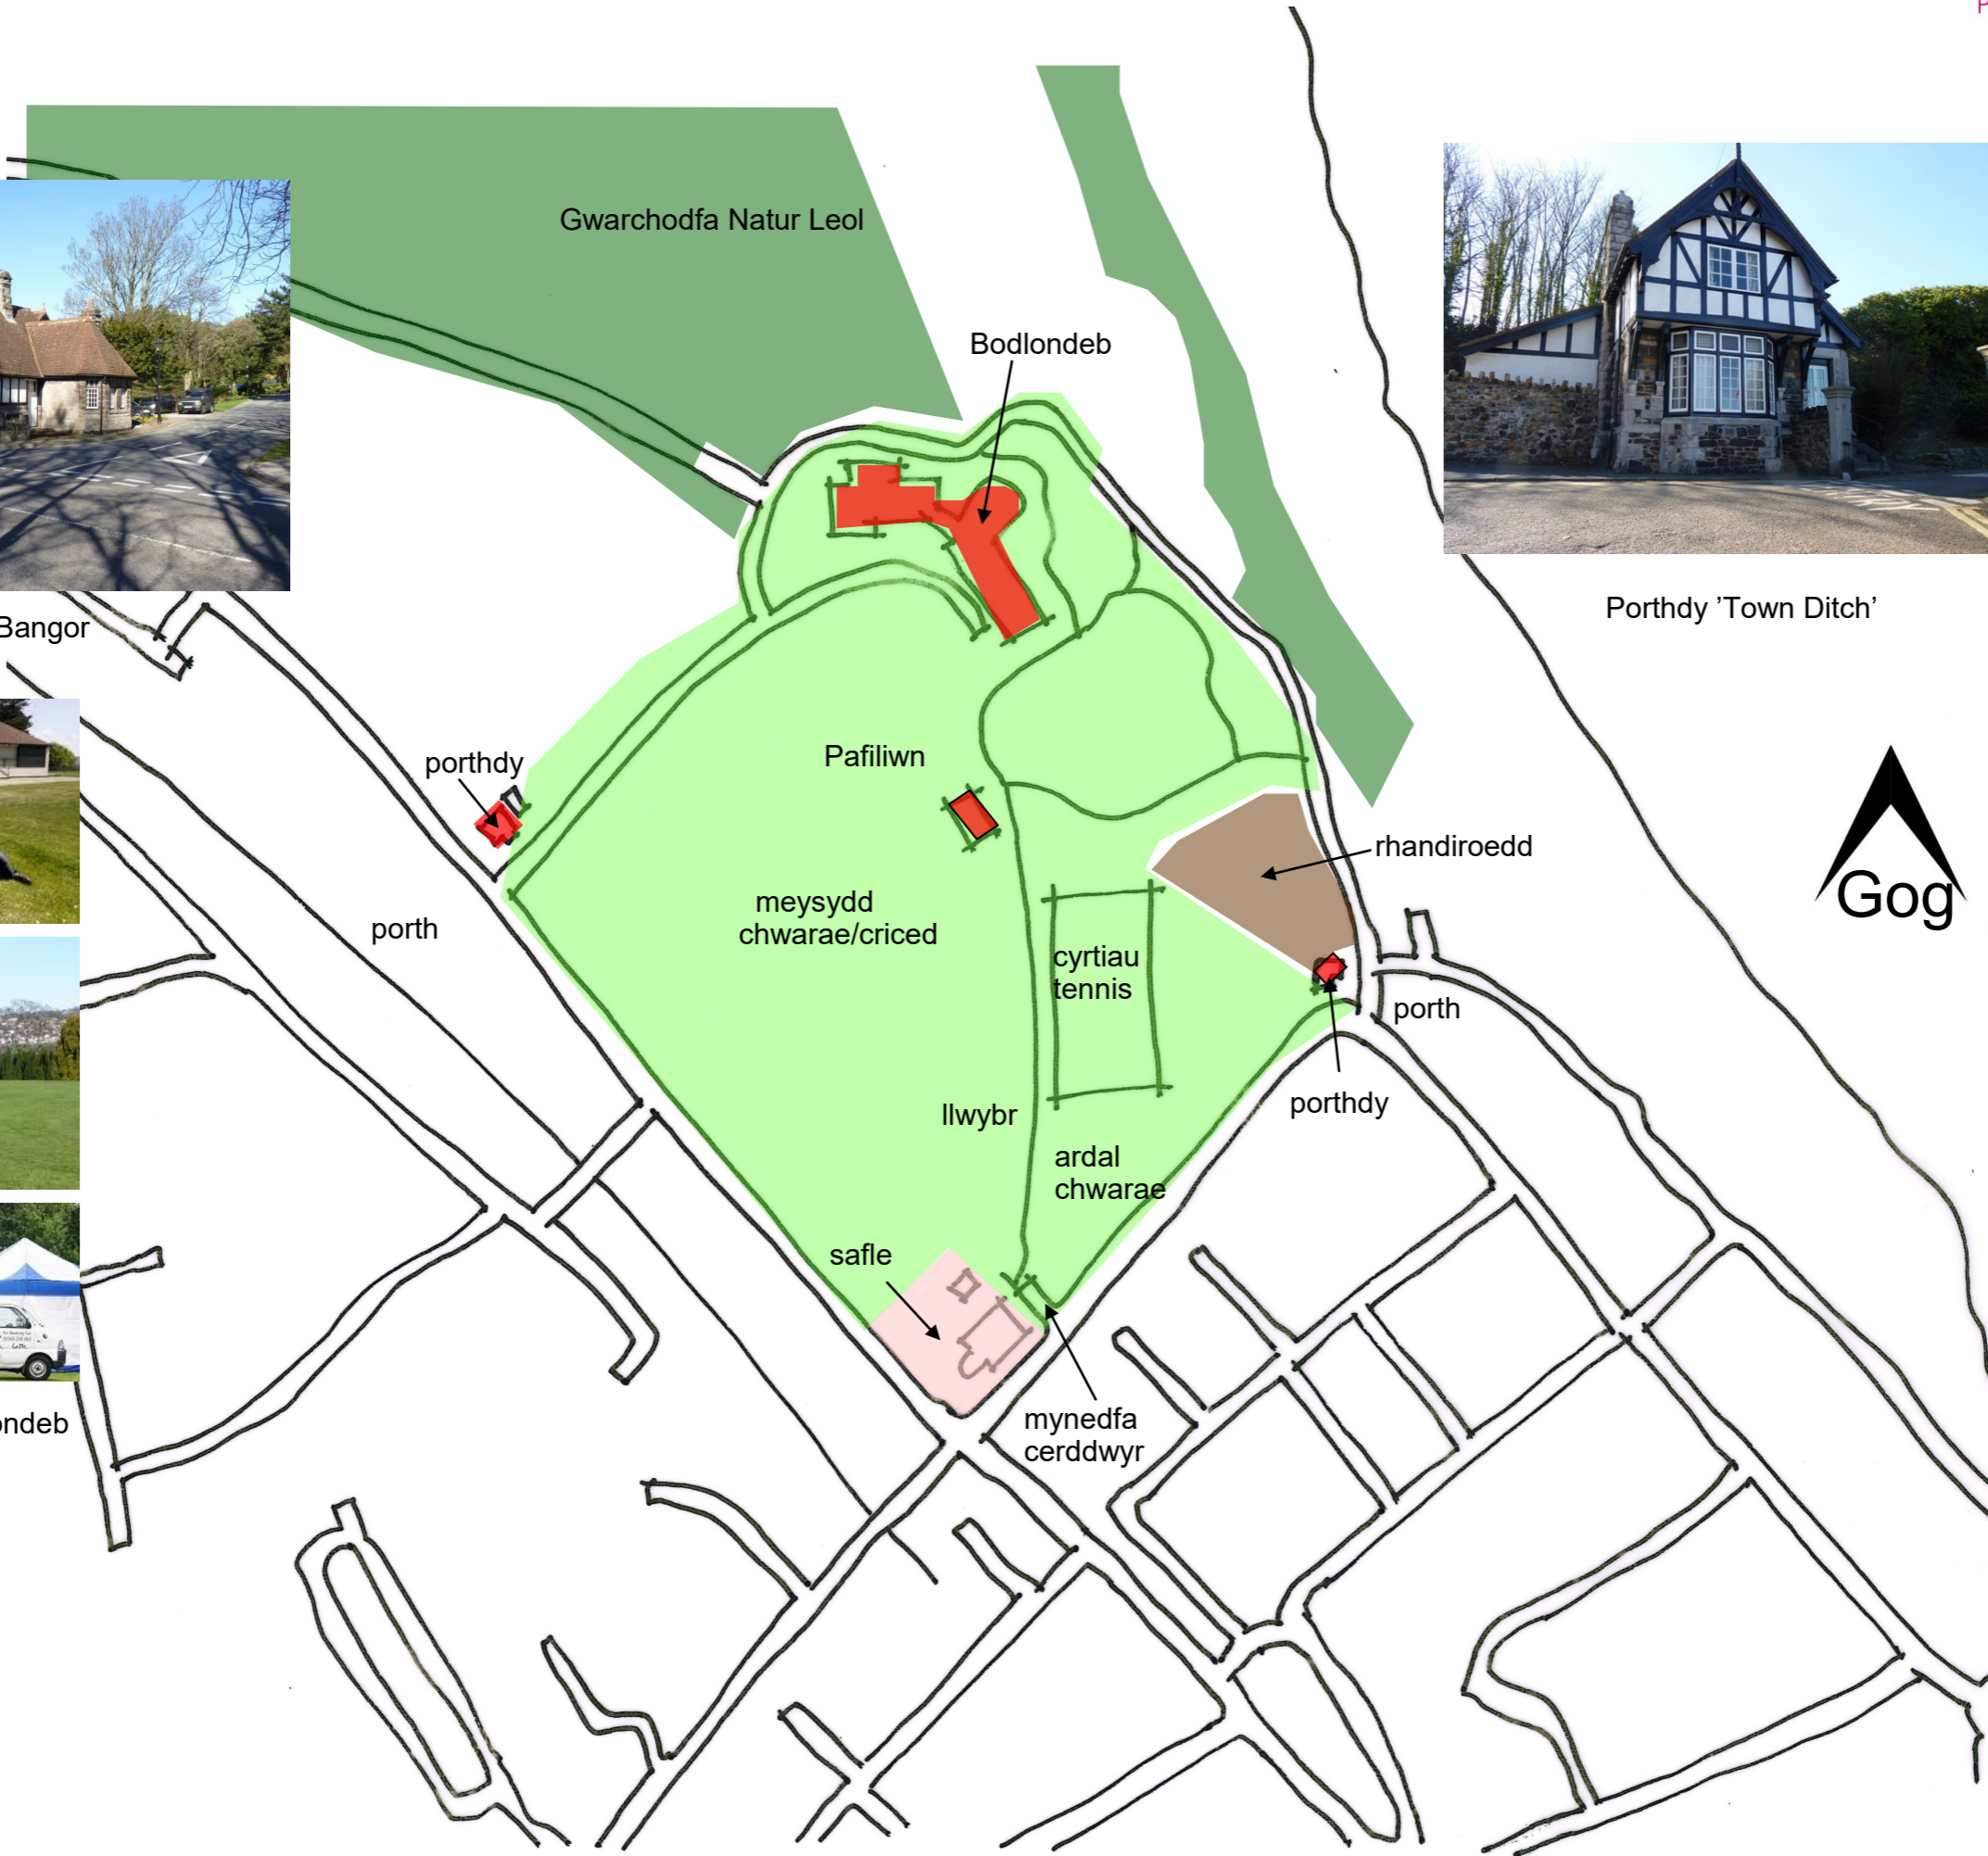 Gwarchodfa Natur Leol
Bodlondeb
Bangor
Porthdy 'Town Ditch'
Pafiliwn
porthdy
rhandiroedd
Gog
meysydd
chwarae/criced
porth
cyrtiau
tennis
porth
porthdy
llwybr
ardal
chwarae
safle
mynedfa
cerddwyr
ondeb